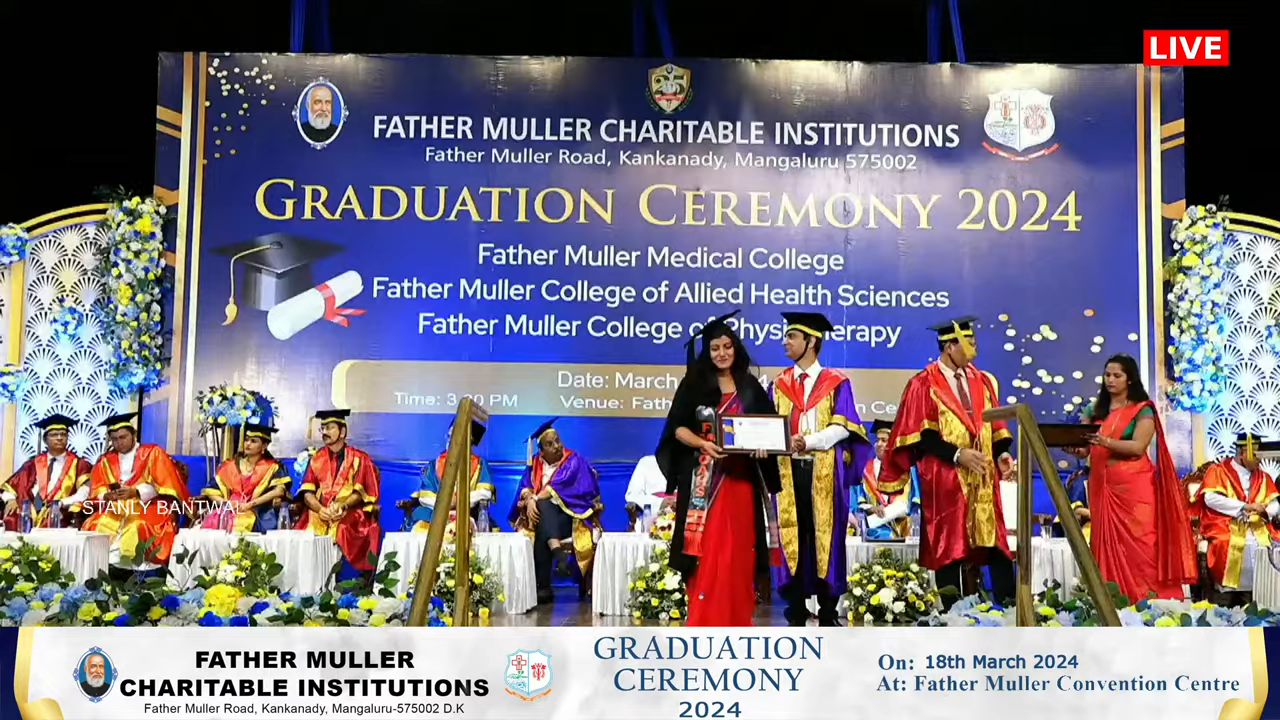 LIVE
FATHER MULLER CHARITABLE INSTITUTIONS
Father Muller Road, Kankanady, Mangaluru 575002
GRADUATION CEREMONY 2024
Father Muller Medical College
Father Muller College of Allied Health Sciences
Father Muller College of
Date: March
Time: PM Venue:
STANLY BANTWAL
FATHER MULLER
CHARITABLE INSTITUTIONS
Father Muller Road, Kankanady, Mangaluru-575002 D.K
GRADUATION
CEREMONY
2024
On: 18th March 2024
At: Father Muller Convention Centre